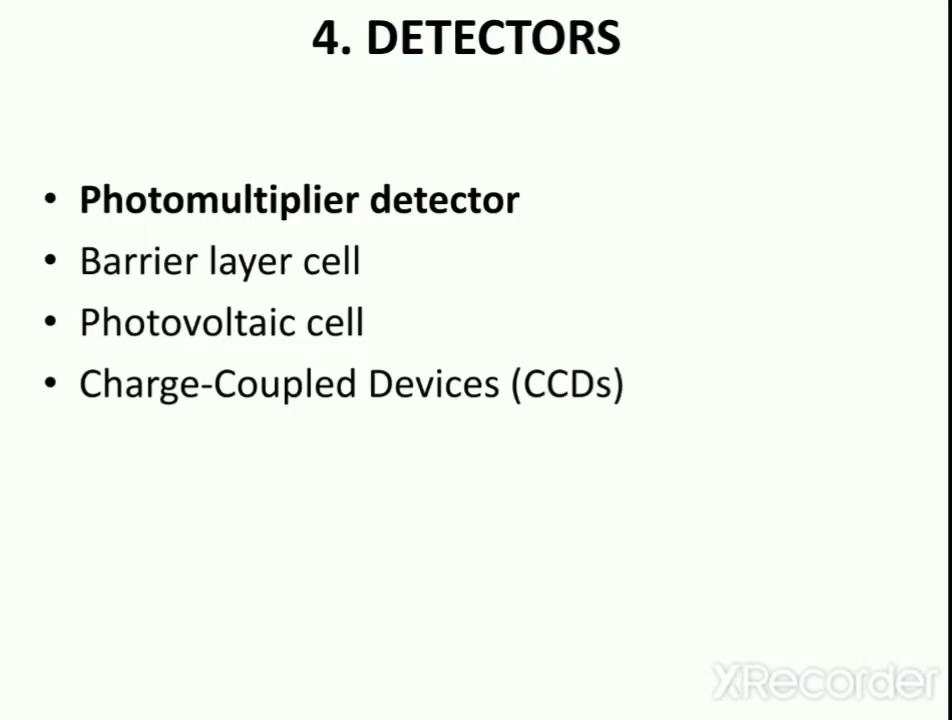 4. DETECTORS
• Photomultiplier detector
• Barrier layer cell
• Photovoltaic cell
• Charge-Coupled Devices (CCDs)
XRecorder